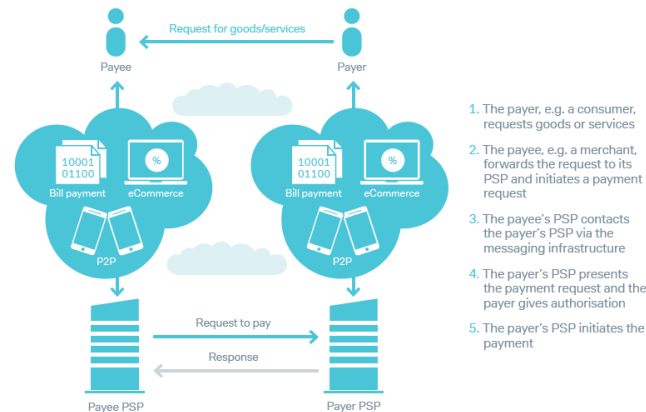 Request for goods/services
Payee
Payer
10001
01100
%
Bill payment
eCommerce
P2P
10001
01100
%
Bill payment
eCommerce
P2P
Request to pay
Response
Payee PSP
Payer PSP
1. The payer, e.g. a consumer,
requests goods or services
2. The payee, e.g. a merchant,
forwards the request to its
PSP and initiates a payment
request
3. The payee's PSP contacts
the payer's PSP via the
messaging infrastructure
4. The payer's PSP presents
the payment request and the
payer gives authorisation
5. The payer's PSP initiates the
payment